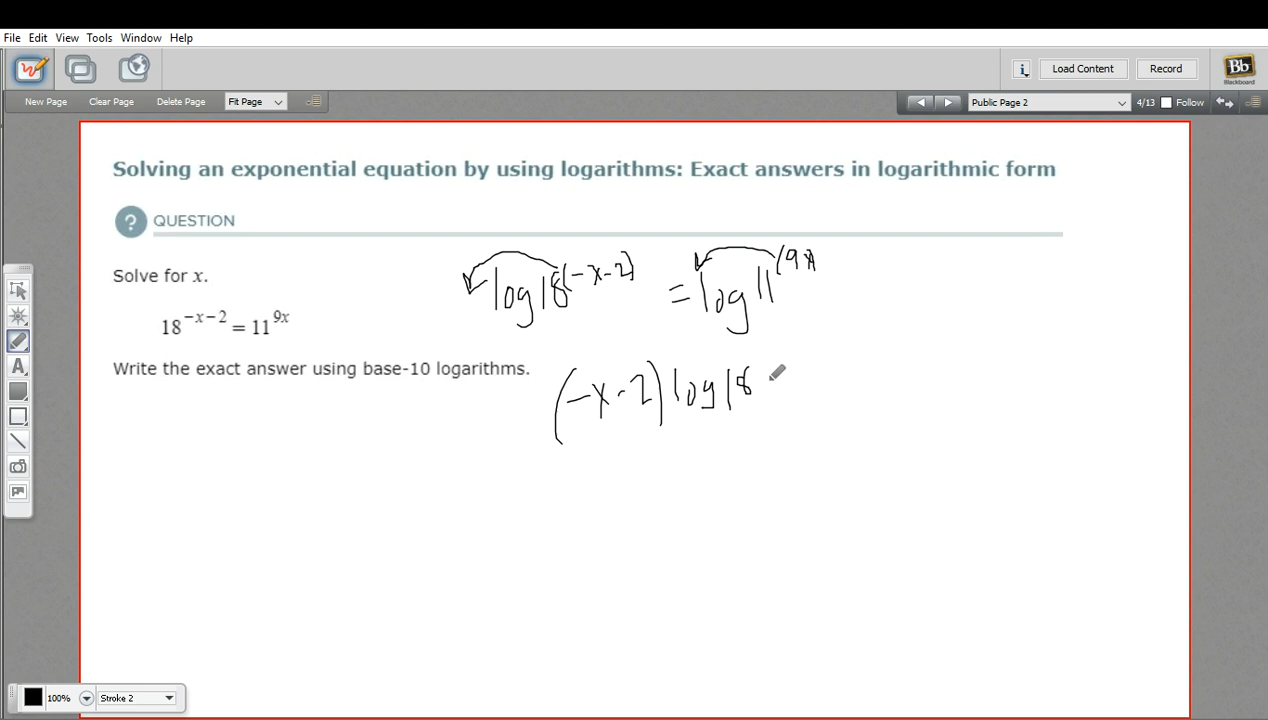 File Edit View Tools Window Help
i Load Content Record Bb Blackboard
New Page Clear Page Delete Page Fit Page Public Page 2 4/13 Follow
Solving an exponential equation by using logarithms: Exact answers in logarithmic form
? QUESTION
Solve for x.
18^{-x-2} = 11^{9x}
Write the exact answer using base-10 logarithms.
log 18^{(-x-2)} = log 11^{(9x)}
(-x-2) log 18
A
100% Stroke 2